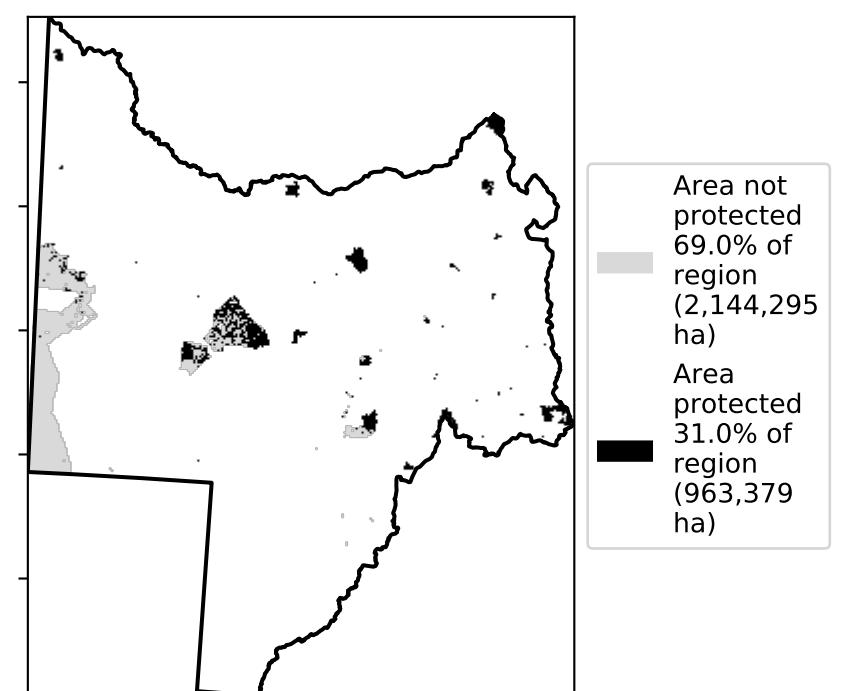 Area not
protected
69.0% of
region
(2,144,295
ha)
Area
protected
31.0% of
region
(963,379
ha)